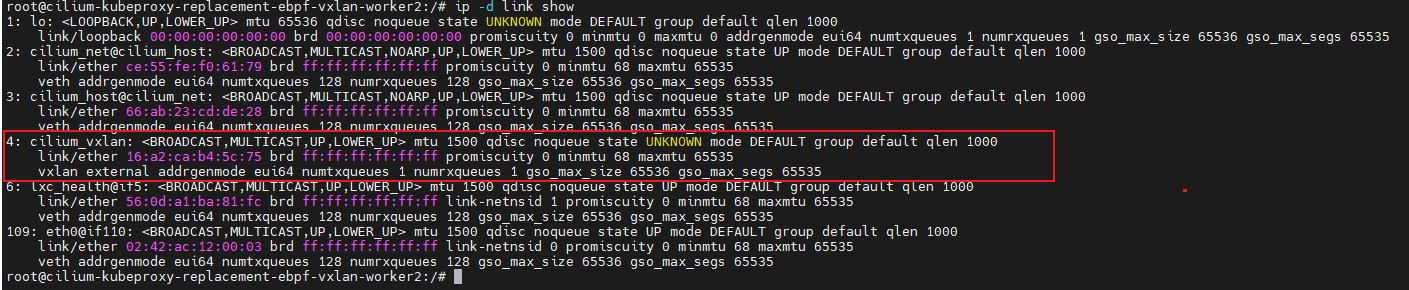 root@cilium-kubeproxy-replacement-ebpf-vxlan-worker2:/# ip -d link show
1: lo: <LOOPBACK,UP,LOWER_UP> mtu 65536 qdisc noqueue state UNKNOWN mode DEFAULT group default qlen 1000
link/loopback 00:00:00:00:00:00 brd 00:00:00:00:00:00 promiscuity 0 minmtu 0 maxmtu 0 addrgenmode eui64 numtxqueues 1 numrxqueues 1 gso_max_size 65536 gso_max_segs 65535
2: cilium_net@cilium_host: <BROADCAST,MULTICAST,NOARP,UP,LOWER_UP> mtu 1500 qdisc noqueue state UP mode DEFAULT group default qlen 1000
link/ether ce:55:fe:f0:61:79 brd ff:ff:ff:ff:ff:ff promiscuity 0 minmtu 68 maxmtu 65535
veth addrgenmode eui64 numtxqueues 128 numrxqueues 128 gso_max_size 65536 gso_max_segs 65535
3: cilium_host@cilium_net: <BROADCAST,MULTICAST,NOARP,UP,LOWER_UP> mtu 1500 qdisc noqueue state UP mode DEFAULT group default qlen 1000
link/ether 66:ab:23:cd:de:28 brd ff:ff:ff:ff:ff:ff promiscuity 0 minmtu 68 maxmtu 65535
veth addrgenmode eui64 numtxqueues 128 numrxqueues 128 gso_max_size 65536 gso_max_segs 65535
4: cilium_vxlan: <BROADCAST,MULTICAST,UP,LOWER_UP> mtu 1500 qdisc noqueue state UNKNOWN mode DEFAULT group default qlen 1000
link/ether 16:a2:ca:b4:5c:75 brd ff:ff:ff:ff:ff:ff promiscuity 0 minmtu 68 maxmtu 65535
vxlan external addrgenmode eui64 numtxqueues 1 numrxqueues 1 gso_max_size 65536 gso_max_segs 65535
6: lxc_health@if5: <BROADCAST,MULTICAST,UP,LOWER_UP> mtu 1500 qdisc noqueue state UP mode DEFAULT group default qlen 1000
link/ether 56:0d:a1:ba:81:fc brd ff:ff:ff:ff:ff:ff link-netnsid 1 promiscuity 0 minmtu 68 maxmtu 65535
veth addrgenmode eui64 numtxqueues 128 numrxqueues 128 gso_max_size 65536 gso_max_segs 65535
109: eth0@if110: <BROADCAST,MULTICAST,UP,LOWER_UP> mtu 1500 qdisc noqueue state UP mode DEFAULT group default qlen 1000
link/ether 02:42:ac:12:00:03 brd ff:ff:ff:ff:ff:ff link-netnsid 0 promiscuity 0 minmtu 68 maxmtu 65535
veth addrgenmode eui64 numtxqueues 128 numrxqueues 128 gso_max_size 65536 gso_max_segs 65535
root@cilium-kubeproxy-replacement-ebpf-vxlan-worker2:/#